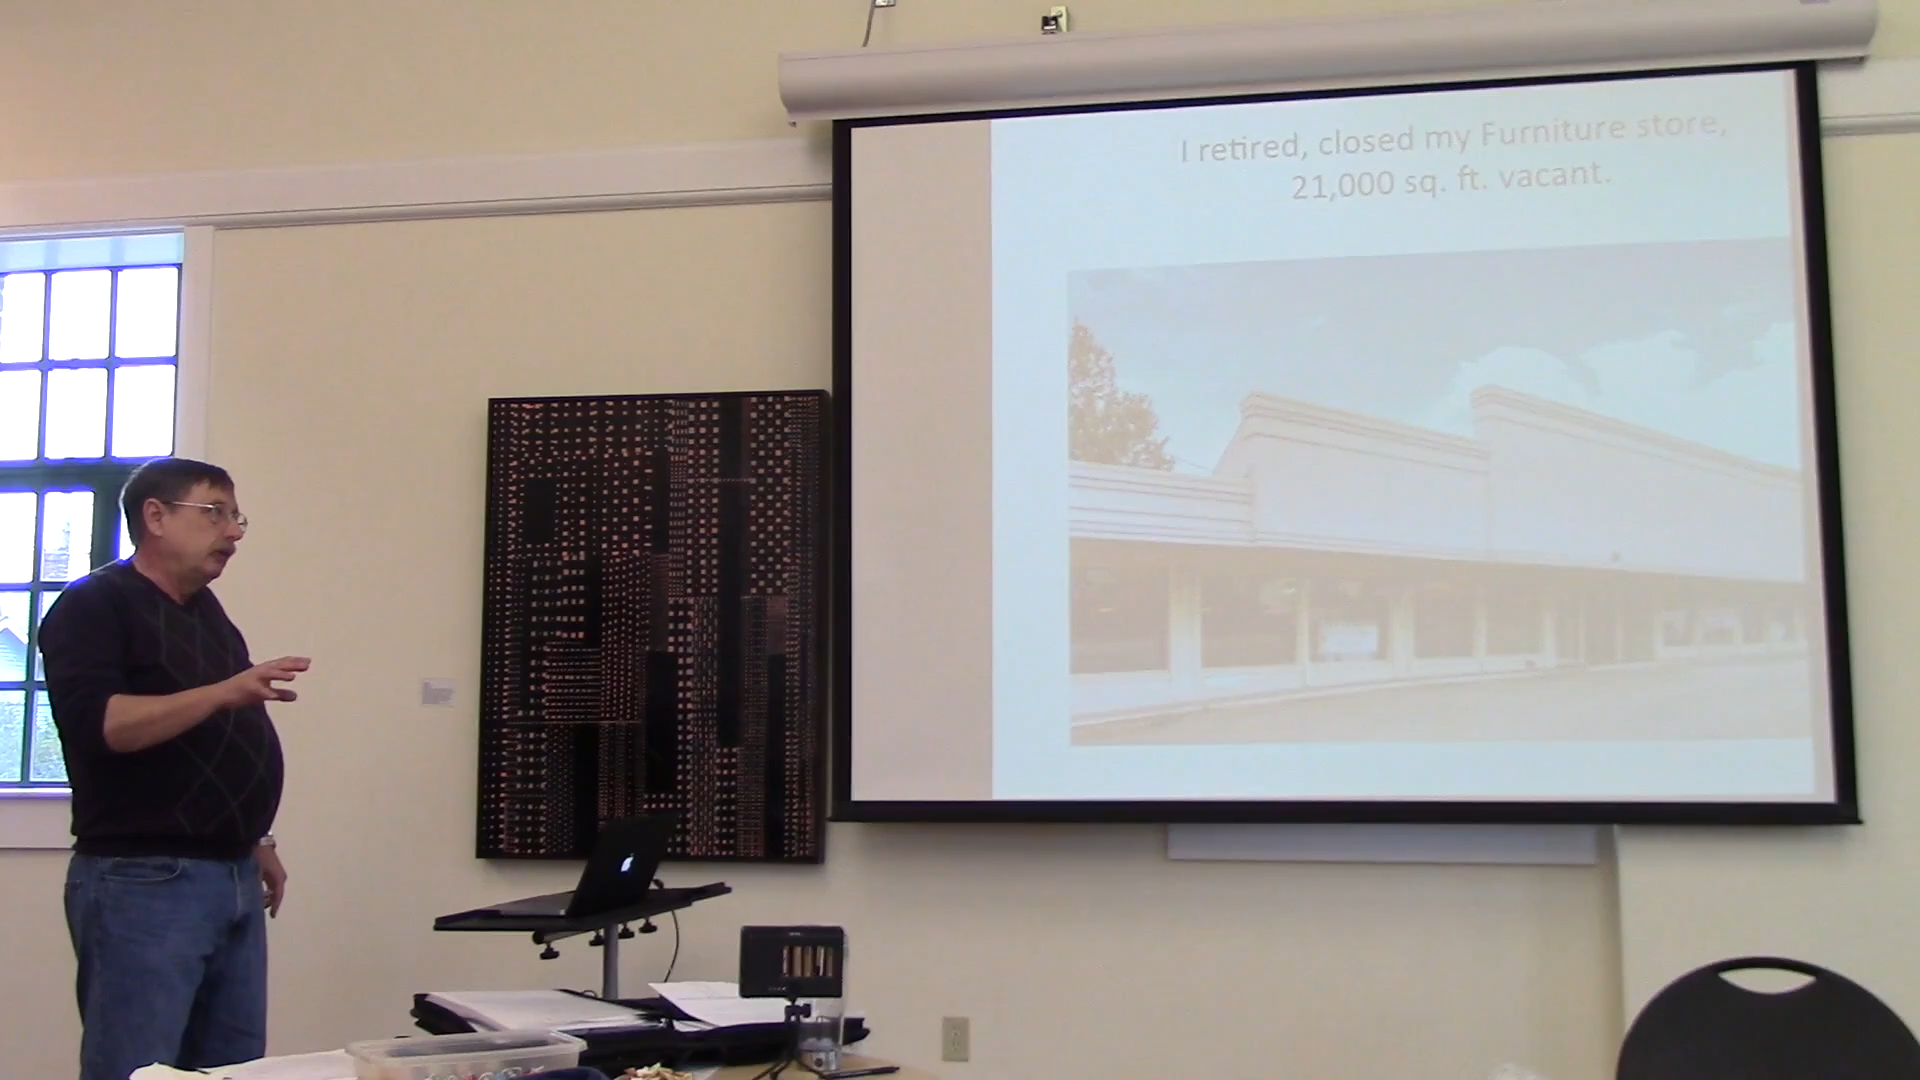 I retired, closed my Furniture store,
21,000 sq. ft. vacant.